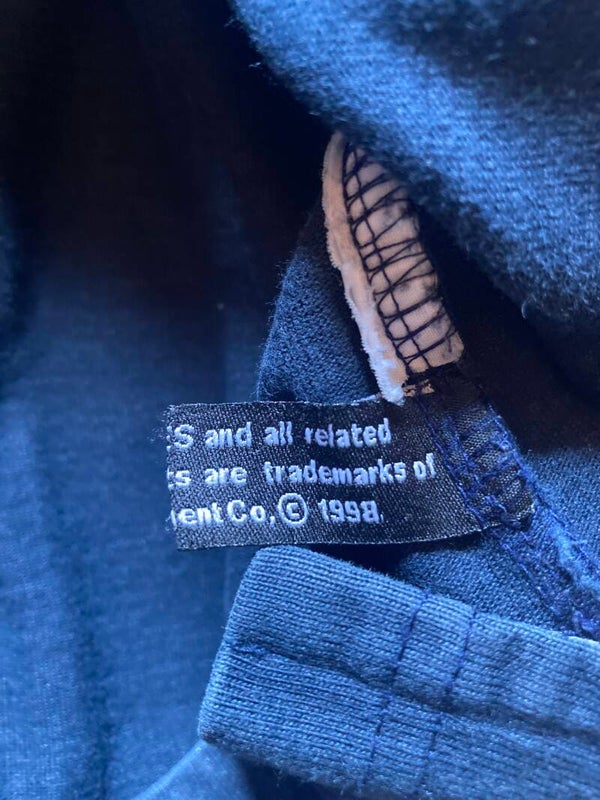 S and all related
s are trademarks of
ent Co. © 1998